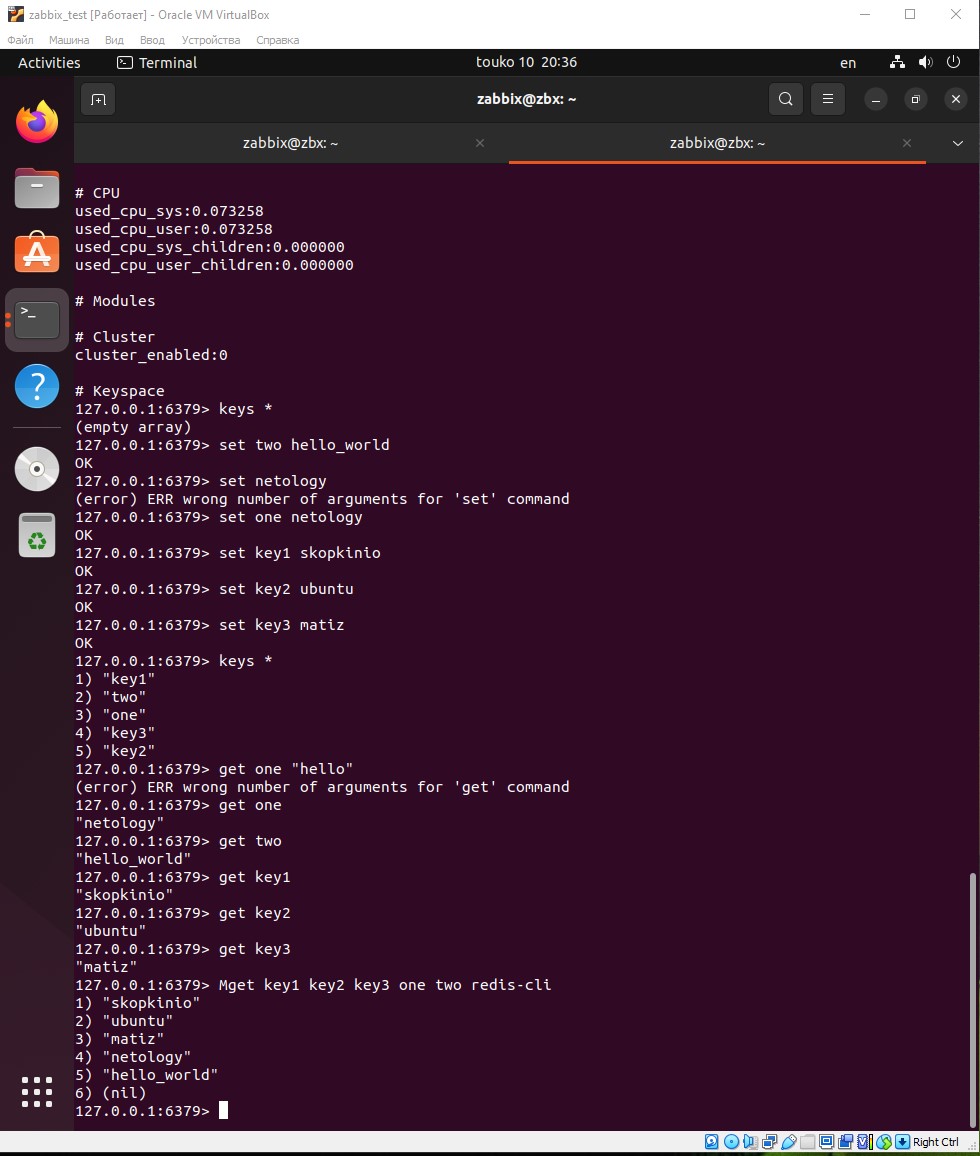 zabbix_test [Работает] - Oracle VM VirtualBox
Файл Машина Вид Ввод Устройства Справка
Activities Terminal touko 10 20:36 en
zabbix@zbx: ~
zabbix@zbx: ~ zabbix@zbx: ~
# CPU
used_cpu_sys:0.073258
used_cpu_user:0.073258
used_cpu_sys_children:0.000000
used_cpu_user_children:0.000000
# Modules
# Cluster
cluster_enabled:0
# Keyspace
127.0.0.1:6379> keys *
(empty array)
127.0.0.1:6379> set two hello_world
OK
127.0.0.1:6379> set netology
(error) ERR wrong number of arguments for 'set' command
127.0.0.1:6379> set one netology
OK
127.0.0.1:6379> set key1 skopkinio
OK
127.0.0.1:6379> set key2 ubuntu
OK
127.0.0.1:6379> set key3 matiz
OK
127.0.0.1:6379> keys *
1) "key1"
2) "two"
3) "one"
4) "key3"
5) "key2"
127.0.0.1:6379> get one "hello"
(error) ERR wrong number of arguments for 'get' command
127.0.0.1:6379> get one
"netology"
127.0.0.1:6379> get two
"hello_world"
127.0.0.1:6379> get key1
"skopkinio"
127.0.0.1:6379> get key2
"ubuntu"
127.0.0.1:6379> get key3
"matiz"
127.0.0.1:6379> Mget key1 key2 key3 one two redis-cli
1) "skopkinio"
2) "ubuntu"
3) "matiz"
4) "netology"
5) "hello_world"
6) (nil)
127.0.0.1:6379>
Right Ctrl